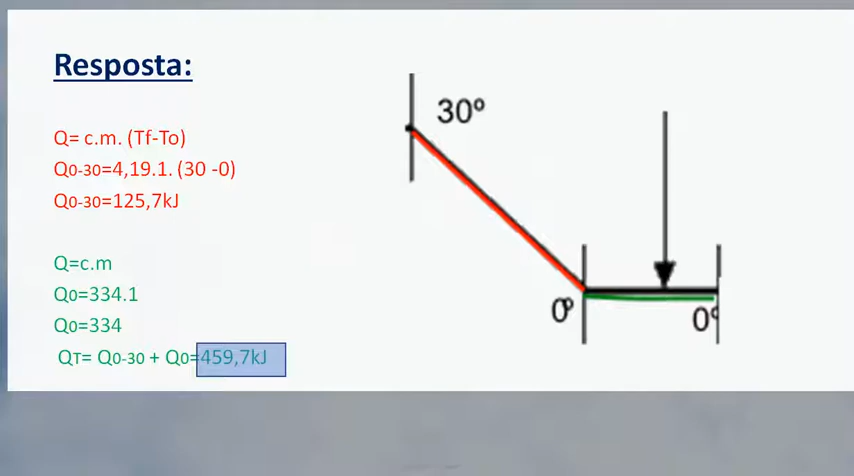 Resposta:
Q= c.m. (Tf-To)
Q0-30=4,19.1. (30 -0)
Q0-30=125,7kJ
Q=c.m
Q0=334.1
Q0=334
QT= Q0-30 + Q0=459,7kJ
30º
0º
0º